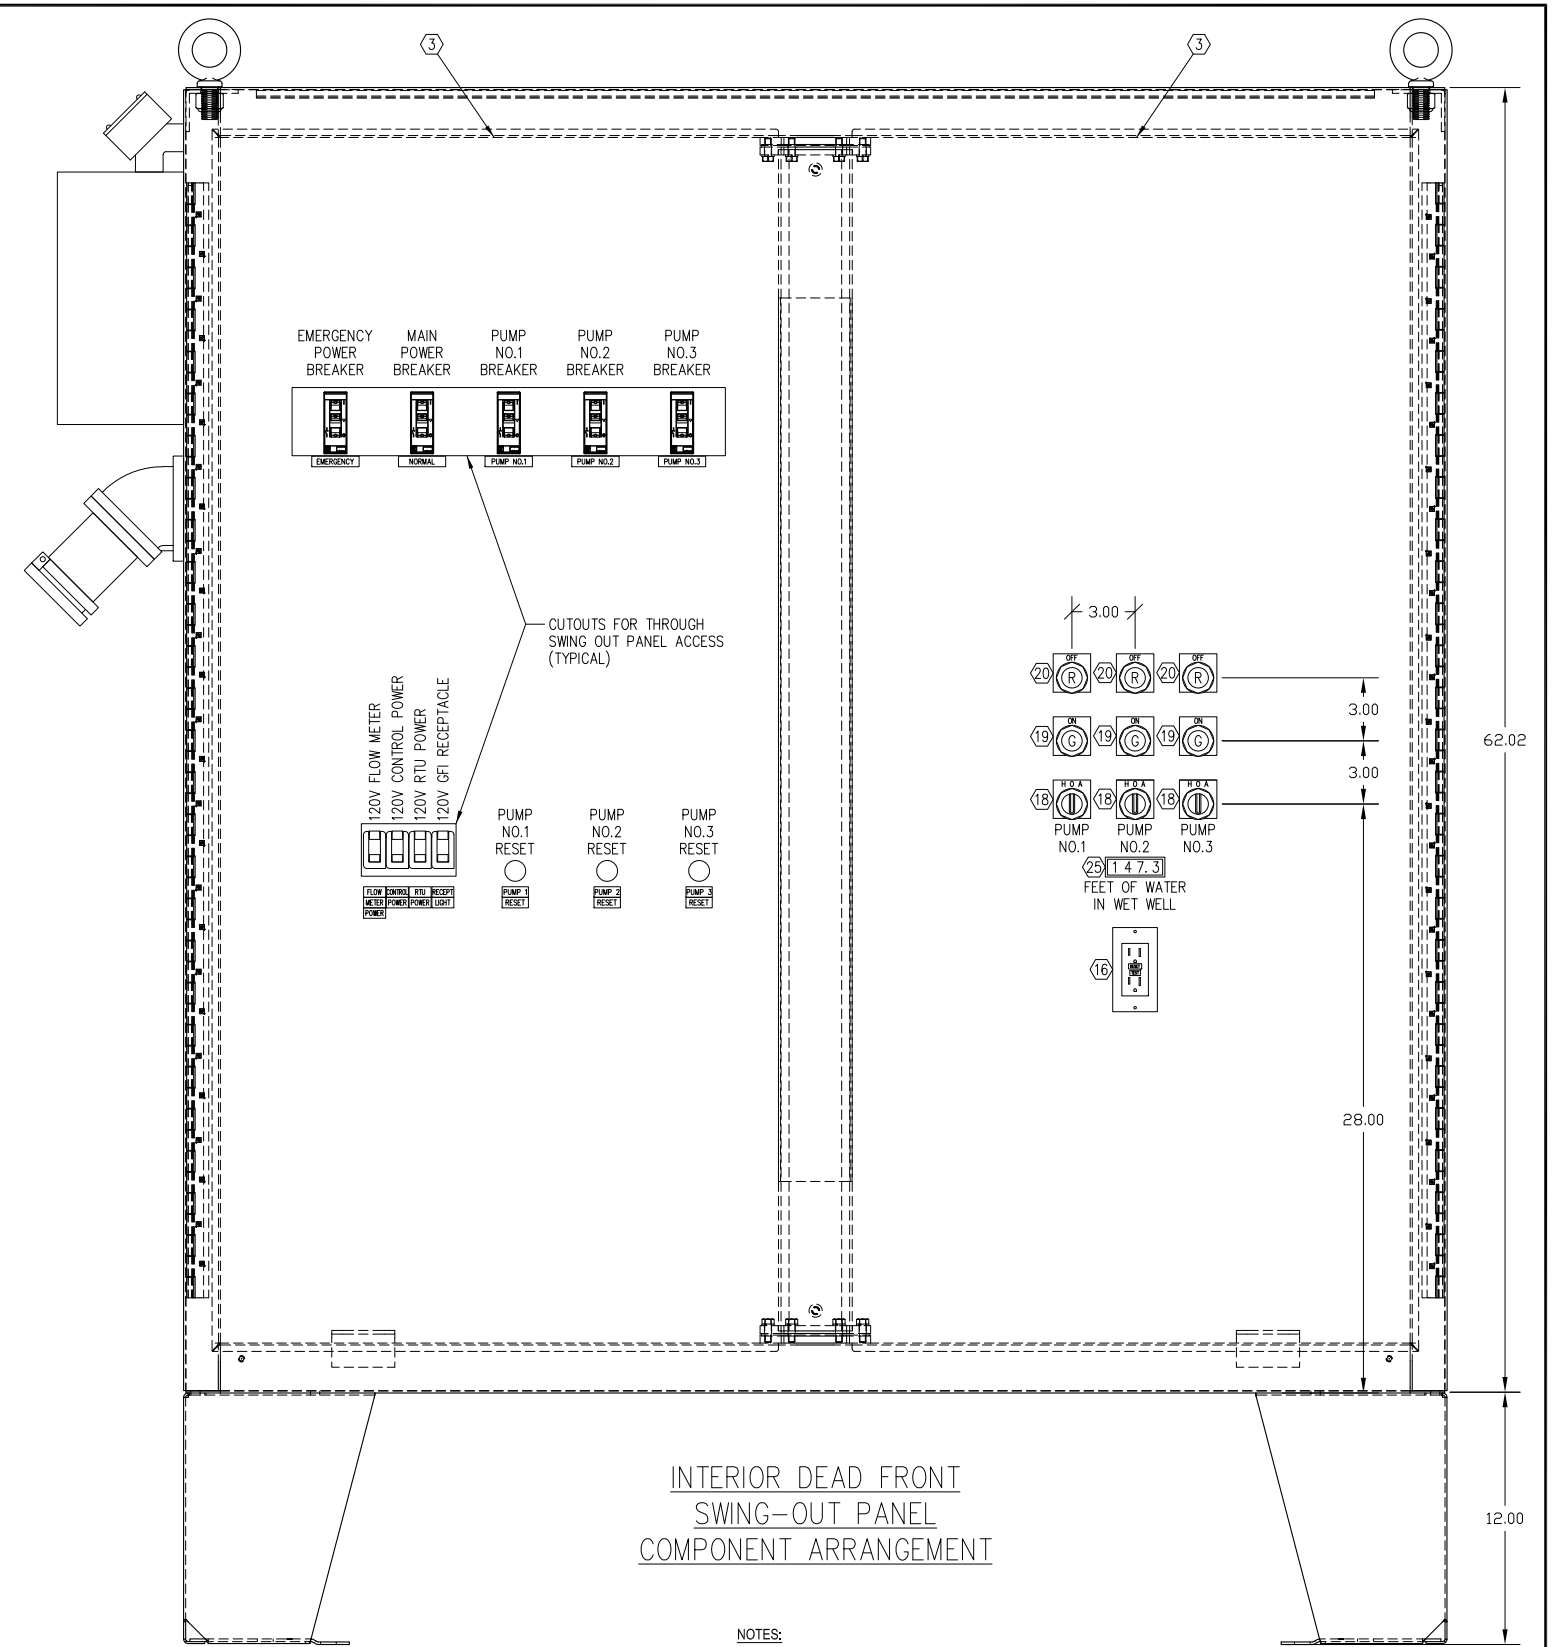 3 3
EMERGENCY POWER BREAKER
MAIN POWER BREAKER
PUMP NO.1 BREAKER
PUMP NO.2 BREAKER
PUMP NO.3 BREAKER
EMERGENCY NORMAL PUMP NO.1 PUMP NO.2 PUMP NO.3
CUTOUTS FOR THROUGH
SWING OUT PANEL ACCESS
(TYPICAL)
120V FLOW METER
120V CONTROL POWER
120V RTU POWER
120V GFI RECEPTACLE
FLOW METER POWER
CONTROL POWER
RTU POWER
RECEPT LIGHT
PUMP NO.1 RESET
PUMP NO.2 RESET
PUMP NO.3 RESET
PUMP 1 RESET
PUMP 2 RESET
PUMP 3 RESET
3.00
OFF OFF OFF
20 R 20 R 20 R
3.00
ON ON ON
19 G 19 G 19 G
3.00
H O A H O A H O A
18 18 18
PUMP NO.1
PUMP NO.2
PUMP NO.3
25 147.3
FEET OF WATER
IN WET WELL
16
28.00
62.02
12.00
INTERIOR DEAD FRONT
SWING-OUT PANEL
COMPONENT ARRANGEMENT
NOTES: